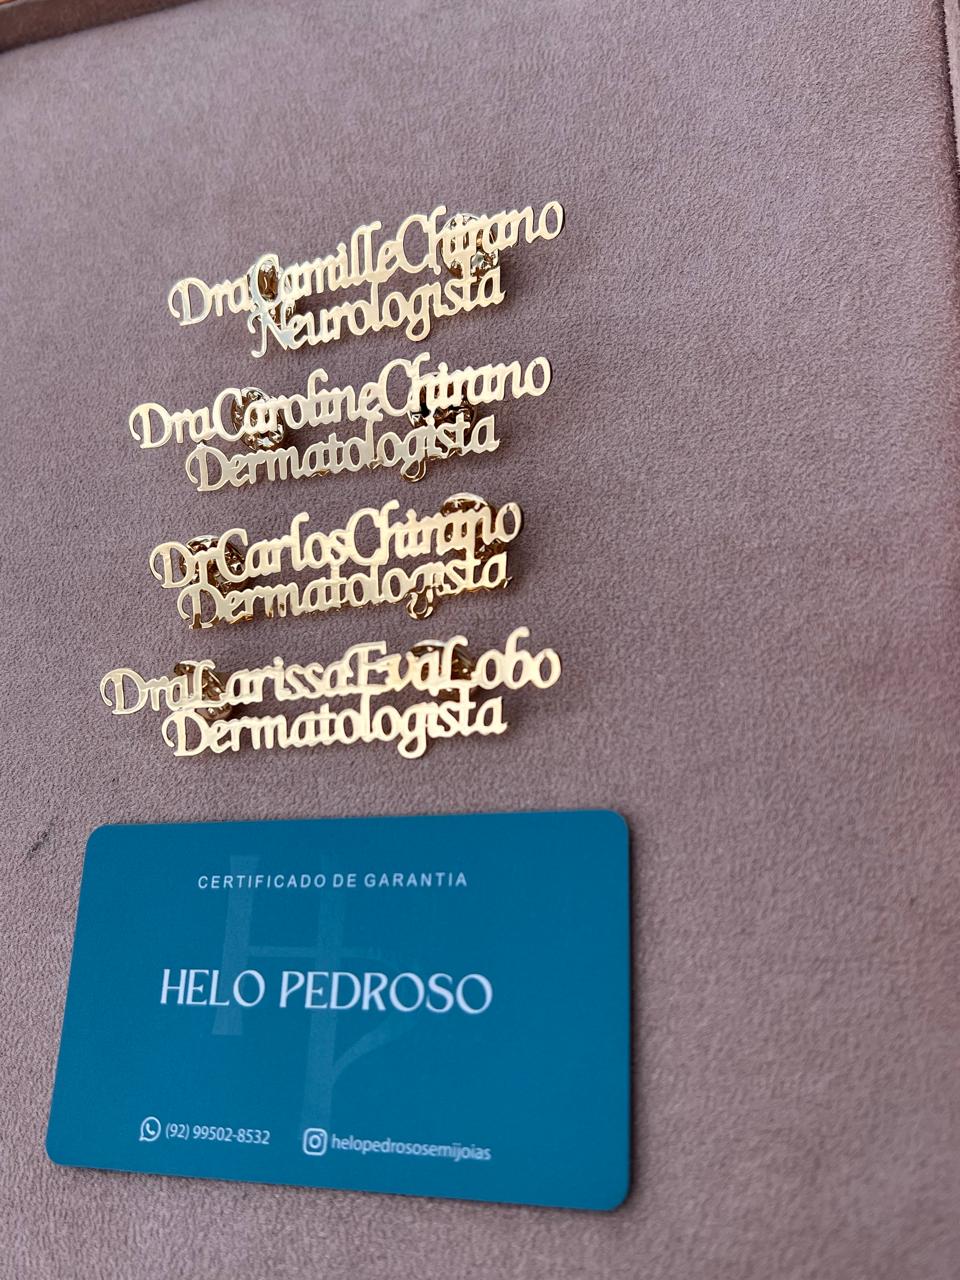 DraCamilleChirano
Neurologista
DraCarolineChirano
Dermatologista
DrCarlosChirano
Dermatologista
DraLarissaEvaLobo
Dermatologista
CERTIFICADO DE GARANTIA
HELO PEDROSO
(92) 99502-8532 helopedrososemijoias